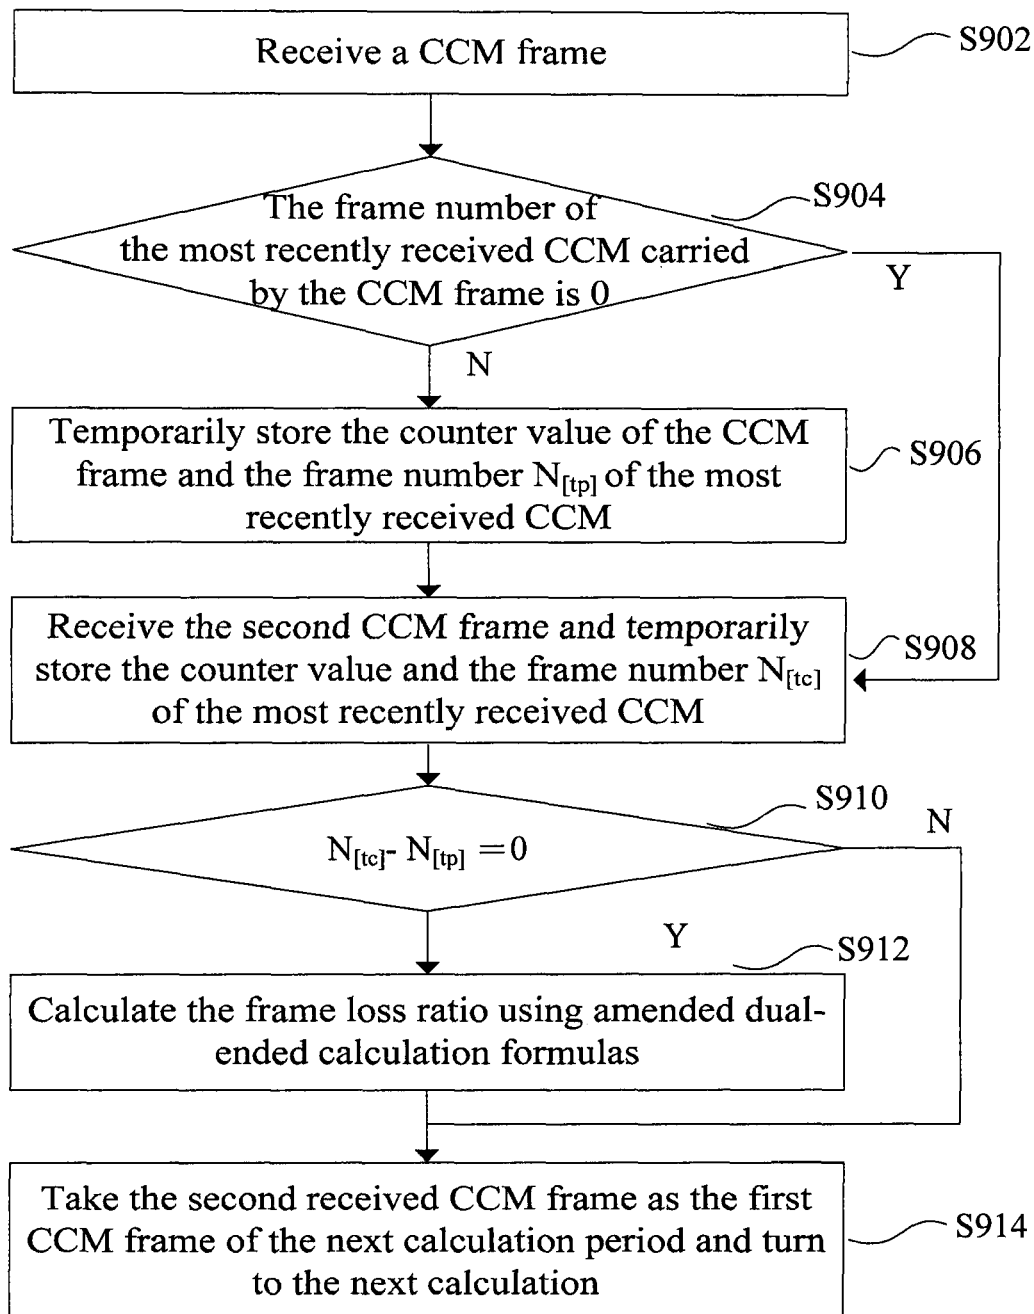 Receive a CCM frame
S902
The frame number of
the most recently received CCM carried
by the CCM frame is 0
S904
Y
N
Temporarily store the counter value of the CCM
frame and the frame number N[tp] of the most
recently received CCM
S906
Receive the second CCM frame and temporarily
store the counter value and the frame number N[tc]
of the most recently received CCM
S908
N[tc]- N[tp] =0
S910
N
Y
S912
Calculate the frame loss ratio using amended dual-
ended calculation formulas
Take the second received CCM frame as the first
CCM frame of the next calculation period and turn
to the next calculation
S914